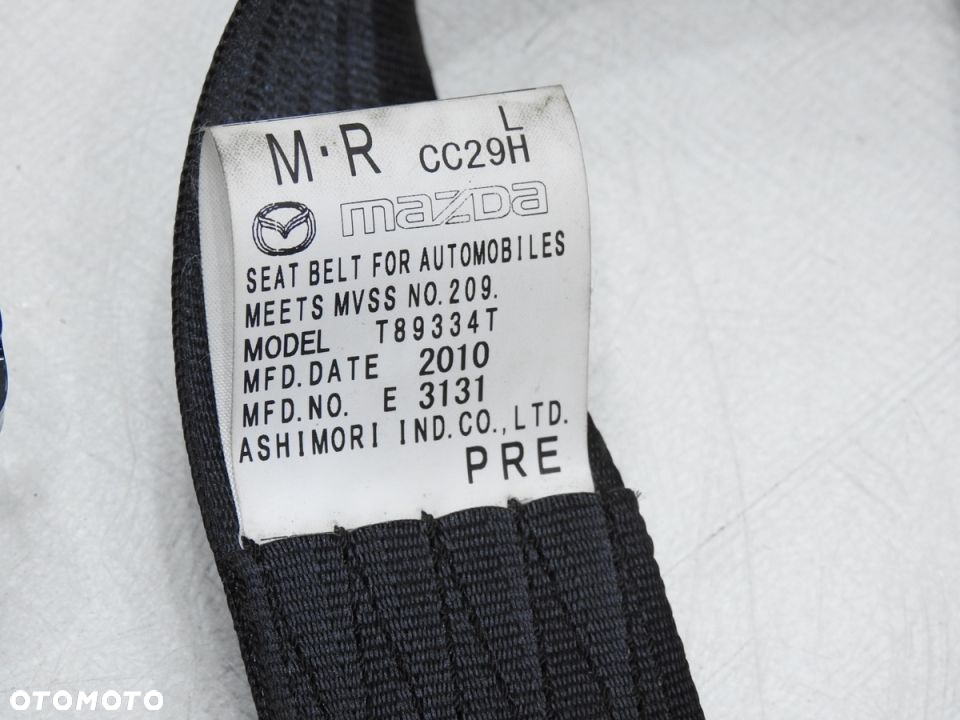 L
M·R CC29H
mazda
SEAT BELT FOR AUTOMOBILES
MEETS MVSS NO.209.
MODEL T89334T
MFD.DATE 2010
MFD.NO. E 3131
ASHIMORI IND.CO.,LTD.
PRE
OTOMOTO